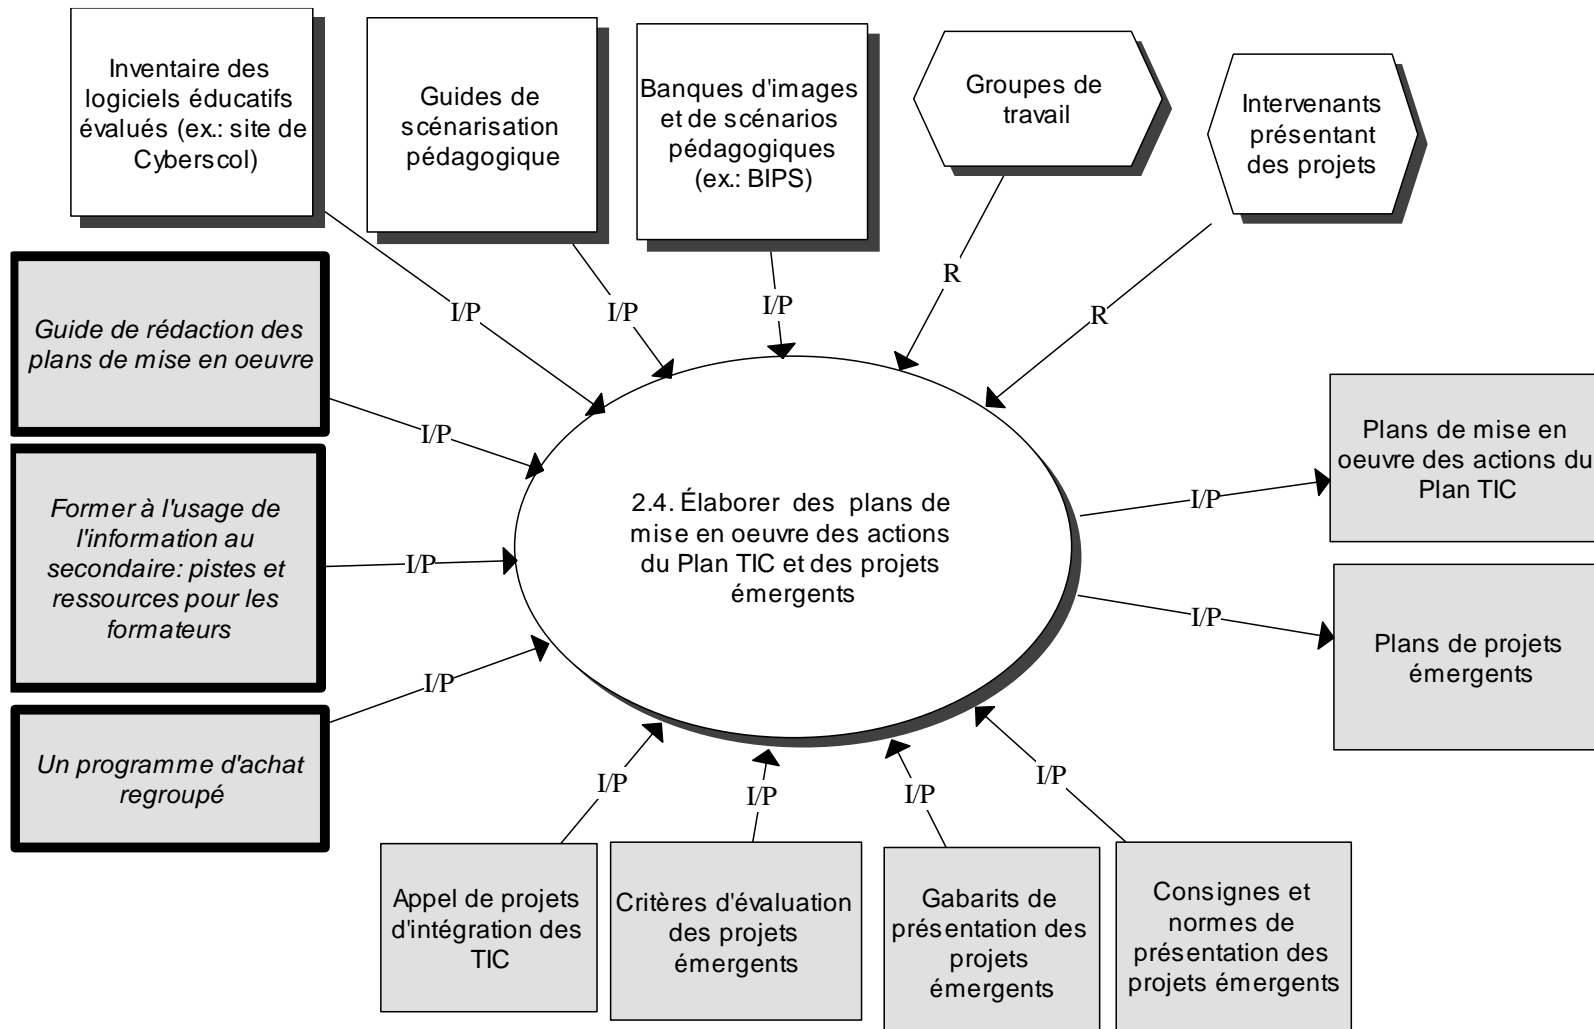 Inventaire des
logiciels éducatifs
évalués (ex.: site de
Cyberscol)
Guides de
scénarisation
pédagogique
Banques d'images
et de scénarios
pédagogiques
(ex.: BIPS)
Groupes de
travail
Intervenants
présentant
des projets
I/P
I/P
I/P
R
R
Guide de rédaction des
plans de mise en oeuvre
I/P
Former à l'usage de
l'information au
secondaire: pistes et
ressources pour les
formateurs
I/P
Un programme d'achat
regroupé
I/P
2.4. Élaborer des plans de
mise en oeuvre des actions
du Plan TIC et des projets
émergents
I/P
Plans de mise en
oeuvre des actions du
Plan TIC
I/P
Plans de projets
émergents
I/P
I/P
I/P
I/P
Appel de projets
d'intégration des
TIC
Critères d'évaluation
des projets
émergents
Gabarits de
présentation des
projets
émergents
Consignes et
normes de
présentation des
projets émergents